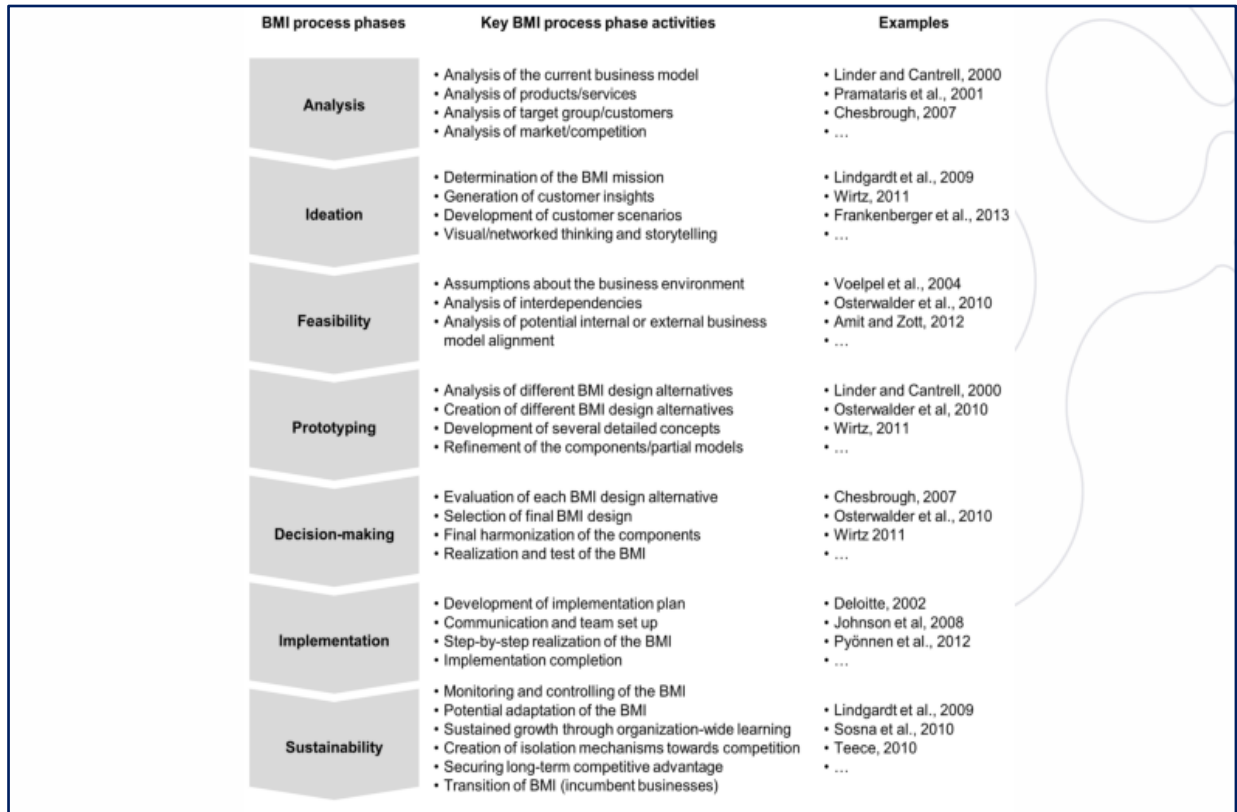 BMI process phases Key BMI process phase activities Examples
Analysis
• Analysis of the current business model
• Analysis of products/services
• Analysis of target group/customers
• Analysis of market/competition
• Linder and Cantrell, 2000
• Pramataris et al., 2001
• Chesbrough, 2007
• ...
Ideation
• Determination of the BMI mission
• Generation of customer insights
• Development of customer scenarios
• Visual/networked thinking and storytelling
• Lindgardt et al., 2009
• Wirtz, 2011
• Frankenberger et al., 2013
• ...
Feasibility
• Assumptions about the business environment
• Analysis of interdependencies
• Analysis of potential internal or external business
model alignment
• Voelpel et al., 2004
• Osterwalder et al., 2010
• Amit and Zott, 2012
• ...
Prototyping
• Analysis of different BMI design alternatives
• Creation of different BMI design alternatives
• Development of several detailed concepts
• Refinement of the components/partial models
• Linder and Cantrell, 2000
• Osterwalder et al, 2010
• Wirtz, 2011
• ...
Decision-making
• Evaluation of each BMI design alternative
• Selection of final BMI design
• Final harmonization of the components
• Realization and test of the BMI
• Chesbrough, 2007
• Osterwalder et al., 2010
• Wirtz 2011
• ...
Implementation
• Development of implementation plan
• Communication and team set up
• Step-by-step realization of the BMI
• Implementation completion
• Deloitte, 2002
• Johnson et al, 2008
• Pyönnen et al., 2012
• ...
Sustainability
• Monitoring and controlling of the BMI
• Potential adaptation of the BMI
• Sustained growth through organization-wide learning
• Creation of isolation mechanisms towards competition
• Securing long-term competitive advantage
• Transition of BMI (incumbent businesses)
• Lindgardt et al., 2009
• Sosna et al., 2010
• Teece, 2010
• ...